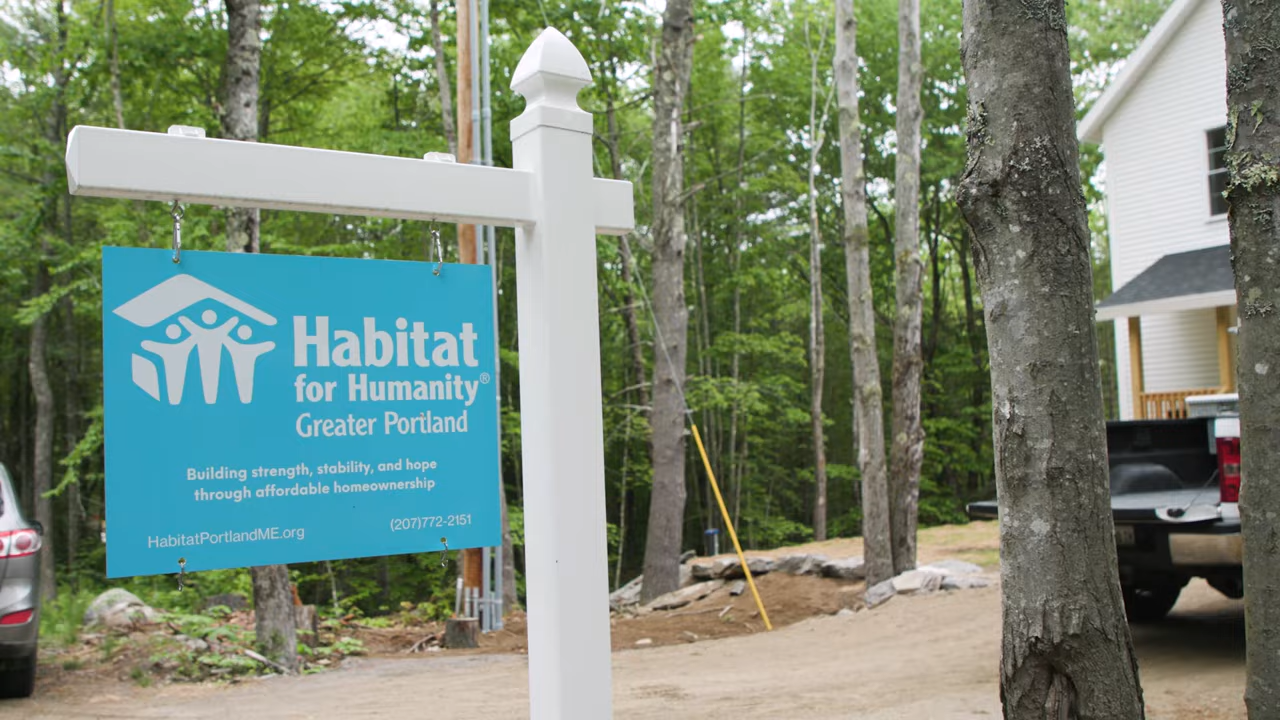 Habitat
for Humanity®
Greater Portland
Building strength, stability, and hope
through affordable homeownership
HabitatPortlandME.org
(207)772-2151